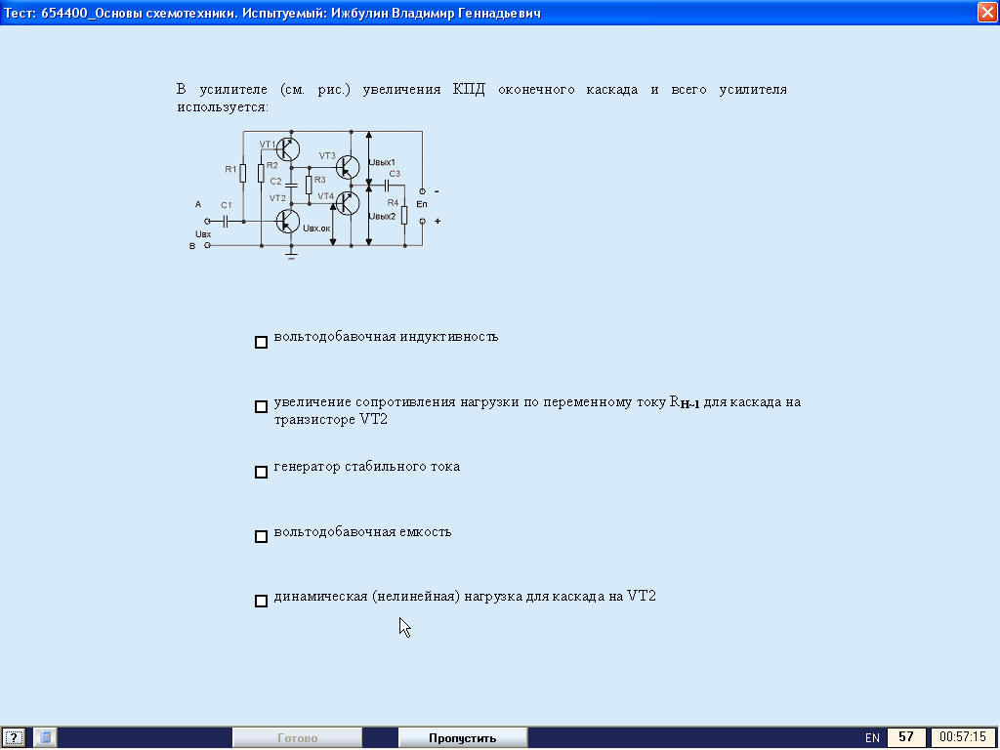 Тест: 654400_Основы схемотехники. Испытуемый: Ижбулин Владимир Геннадьевич
В усилителе (см. рис.) увеличения КПД оконечного каскада и всего усилителя
используется:
VT1
VT3
Uвых1
R1
R2
C2
R3
C3
VT2
VT4
R4
-
Eп
+
A
C1
Uвх
Uвх.ок
Uвых2
B
вольтодобавочная индуктивность
увеличение сопротивления нагрузки по переменному току RН~1 для каскада на
транзисторе VT2
генератор стабильного тока
вольтодобавочная емкость
динамическая (нелинейная) нагрузка для каскада на VT2
?
Готово
Пропустить
EN
57
00:57:15